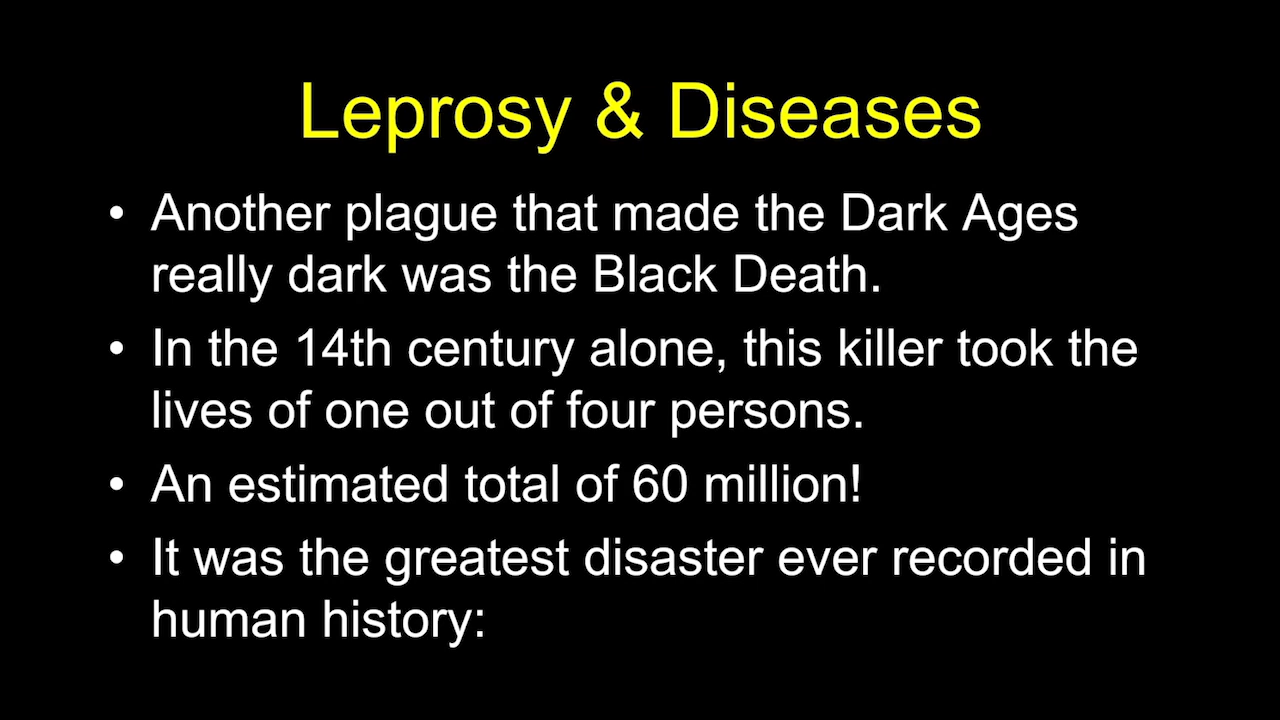 Leprosy & Diseases
• Another plague that made the Dark Ages
really dark was the Black Death.
• In the 14th century alone, this killer took the
lives of one out of four persons.
• An estimated total of 60 million!
• It was the greatest disaster ever recorded in
human history: